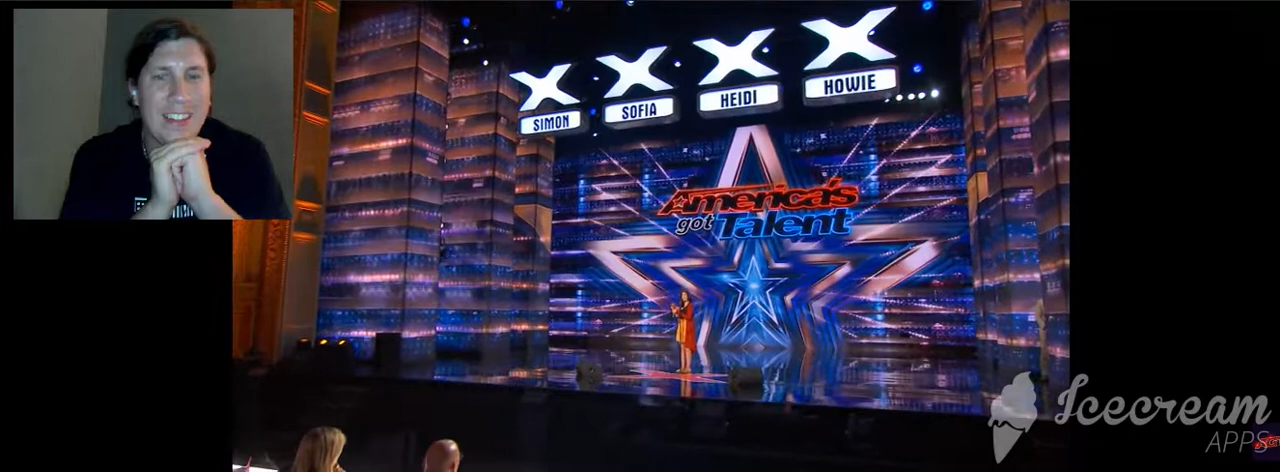 SIMON
SOFIA
HEIDI
HOWIE
America's
got Talent
Icecream
APPS